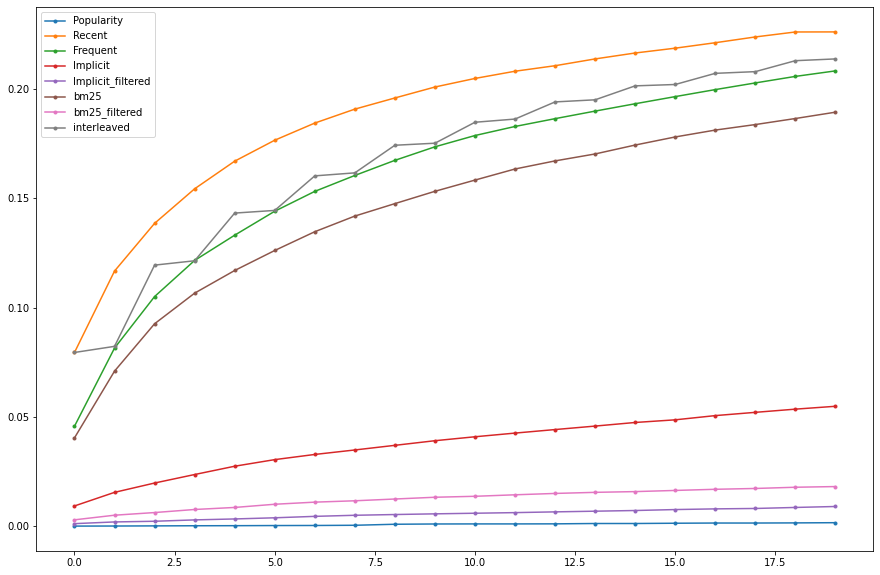 Popularity
Recent
Frequent
Implicit
Implicit_filtered
bm25
bm25_filtered
interleaved
0.20
0.15
0.10
0.05
0.00
0.0 2.5 5.0 7.5 10.0 12.5 15.0 17.5